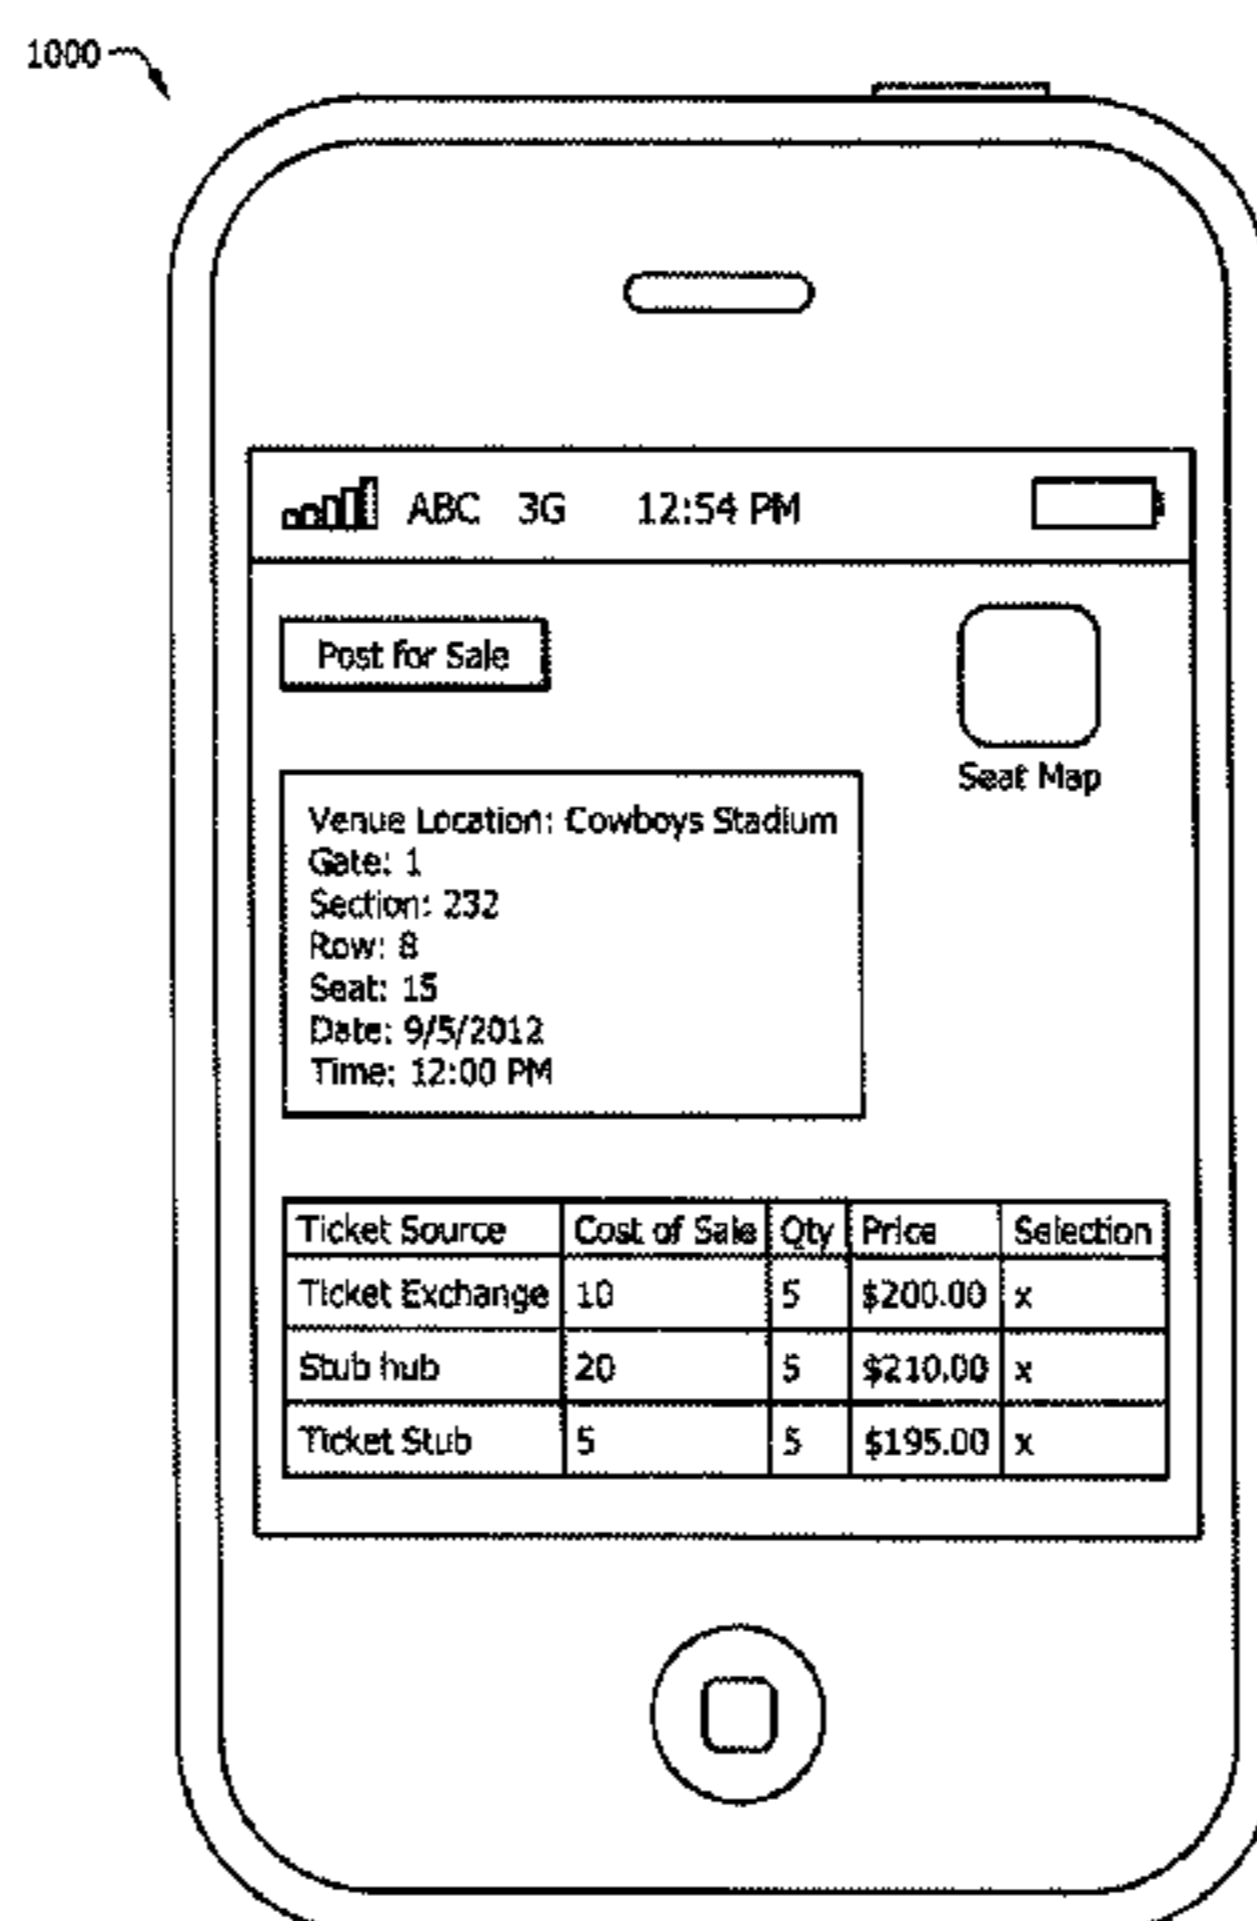 1000
ABC 3G 12:54 PM
Post for Sale
Seat Map
Venue Location: Cowboys Stadium
Gate: 1
Section: 232
Row: 8
Seat: 15
Date: 9/5/2012
Time: 12:00 PM
Ticket Source Cost of Sale Qty Price Selection
Ticket Exchange 10 5 $200.00 x
Stub hub 20 5 $210.00 x
Ticket Stub 5 5 $195.00 x